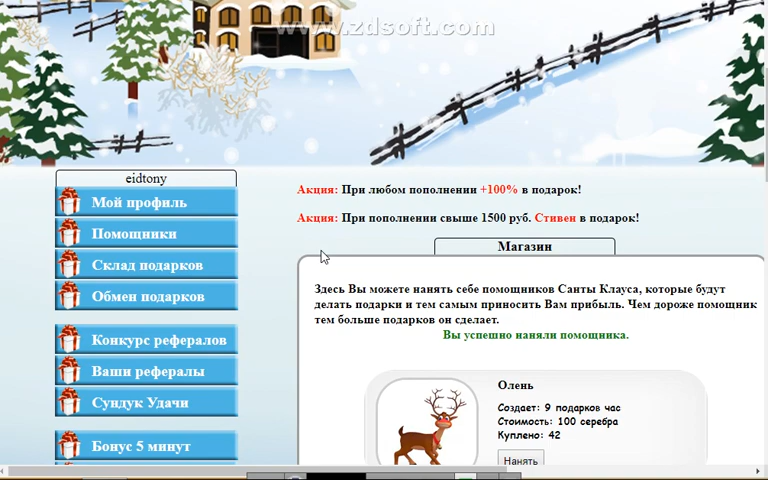 www.zdsoft.com
eidtony
Мой профиль
Помощники
Склад подарков
Обмен подарков
Конкурс рефералов
Ваши рефералы
Сундук Удачи
Бонус 5 минут
Акция: При любом пополнении +100% в подарок!
Акция: При пополнении свыше 1500 руб. Стивен в подарок!
Магазин
Здесь Вы можете нанять себе помощников Санты Клауса, которые будут
делать подарки и тем самым приносить Вам прибыль. Чем дороже помощник
тем больше подарков он сделает.
Вы успешно наняли помощника.
Олень
Создает: 9 подарков час
Стоимость: 100 серебра
Куплено: 42
Нанять